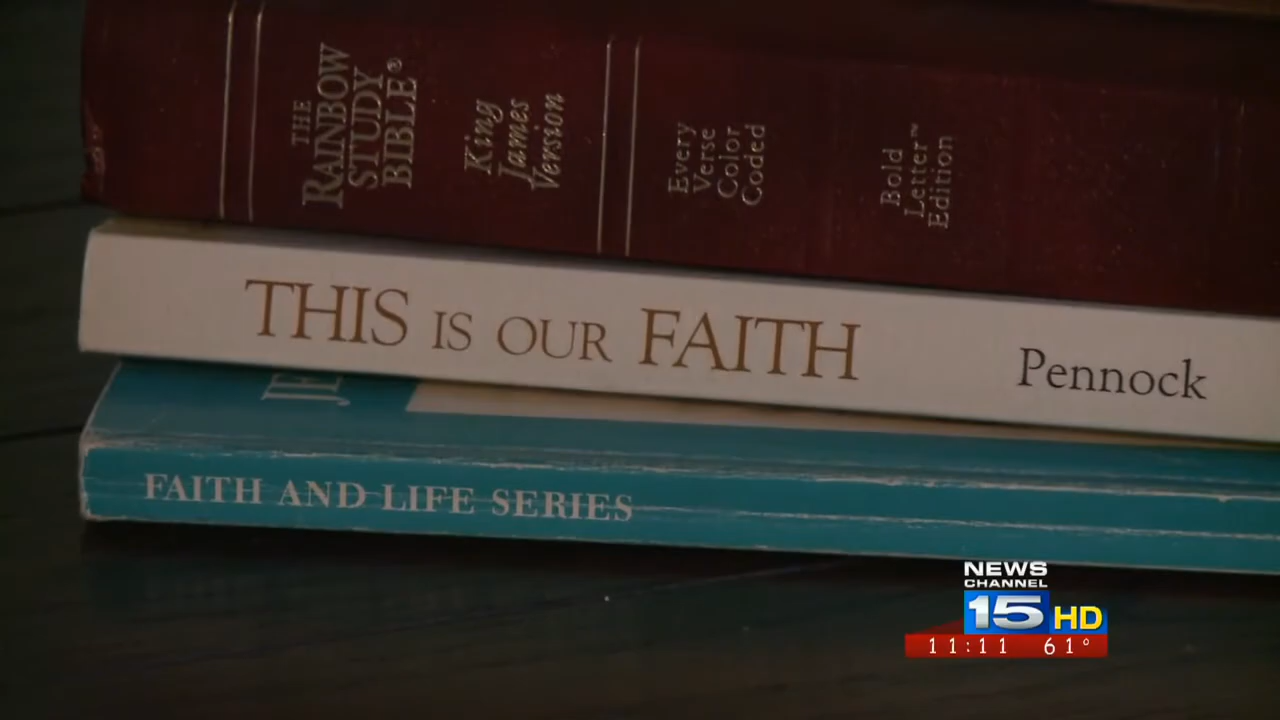 THE
RAINBOW
STUDY
BIBLE®
King
James
Version
Every
Verse
Color
Coded
Bold
Letter™
Edition
THIS IS OUR FAITH
Pennock
JE
FAITH AND LIFE SERIES
NEWS
CHANNEL
15 HD
11:11 61°